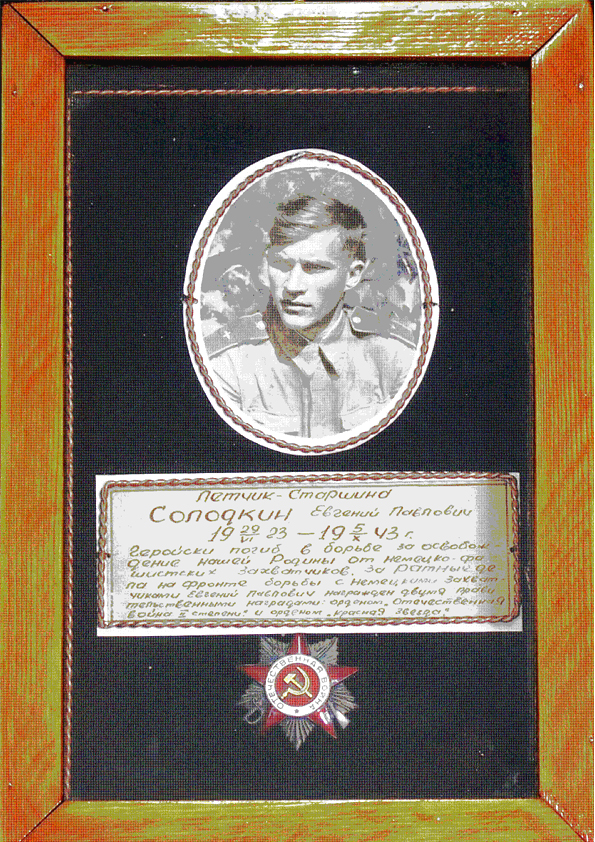 Летчик-Старшина
Солодкин Евгений Павлович
19 29/VI 23 – 19 5/X 43 г.
Геройски погиб в борьбе за освобож-
дение нашей Родины от немецко-фа-
шистских захватчиков. За ратные де
ла на фронте борьбы с немецкими захват-
чиками Евгений Павлович награжден двумя прави
тельственными наградами: орденом „Отечественная
война II степени" и орденом „Красная звезда".
ОТЕЧЕСТВЕННАЯ ВОЙНА